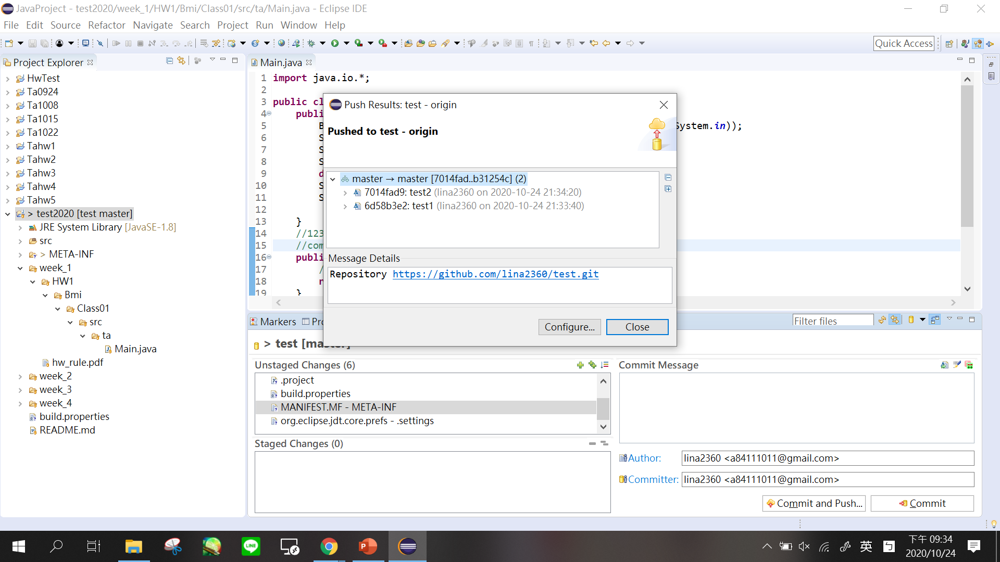 JavaProject - test2020/week_1/HW1/Bmi/Class01/src/ta/Main.java - Eclipse IDE
File Edit Source Refactor Navigate Search Project Run Window Help
Quick Access
Project Explorer
HwTest
Ta0924
Ta1008
Ta1015
Ta1022
Tahw1
Tahw2
Tahw3
Tahw4
Tahw5
> test2020 [test master]
JRE System Library [JavaSE-1.8]
src
> META-INF
week_1
HW1
Bmi
Class01
src
ta
Main.java
hw_rule.pdf
week_2
week_3
week_4
build.properties
README.md
Main.java
1 import java.io.*;
2
3 public cl
4 publi
5 B System.in));
6 S
7 S
8 S
9 d
10 S
11 S
12
13 }
14 //123
15 //com
16 publi
17 /
18 r
19 }
Push Results: test - origin
Pushed to test - origin
master → master [7014fad..b31254c] (2)
7014fad9: test2 (lina2360 on 2020-10-24 21:34:20)
6d58b3e2: test1 (lina2360 on 2020-10-24 21:33:40)
Message Details
Repository https://github.com/lina2360/test.git
Configure...
Close
Markers Pro
Filter files
> test [master]
Unstaged Changes (6)
.project
build.properties
MANIFEST.MF - META-INF
org.eclipse.jdt.core.prefs - .settings
Staged Changes (0)
Commit Message
Author: lina2360 <a84111011@gmail.com>
Committer: lina2360 <a84111011@gmail.com>
Commit and Push...
Commit
LINE
P
英
下午 09:34
2020/10/24